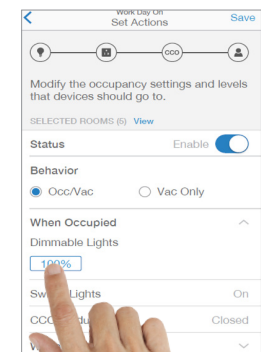 Work Day On
Set Actions
Save
CCO
Modify the occupancy settings and levels
that devices should go to.
SELECTED ROOMS (5) View
Status Enable
Behavior
Occ/Vac Vac Only
When Occupied
Dimmable Lights
100%
Lights On
CCO Closed